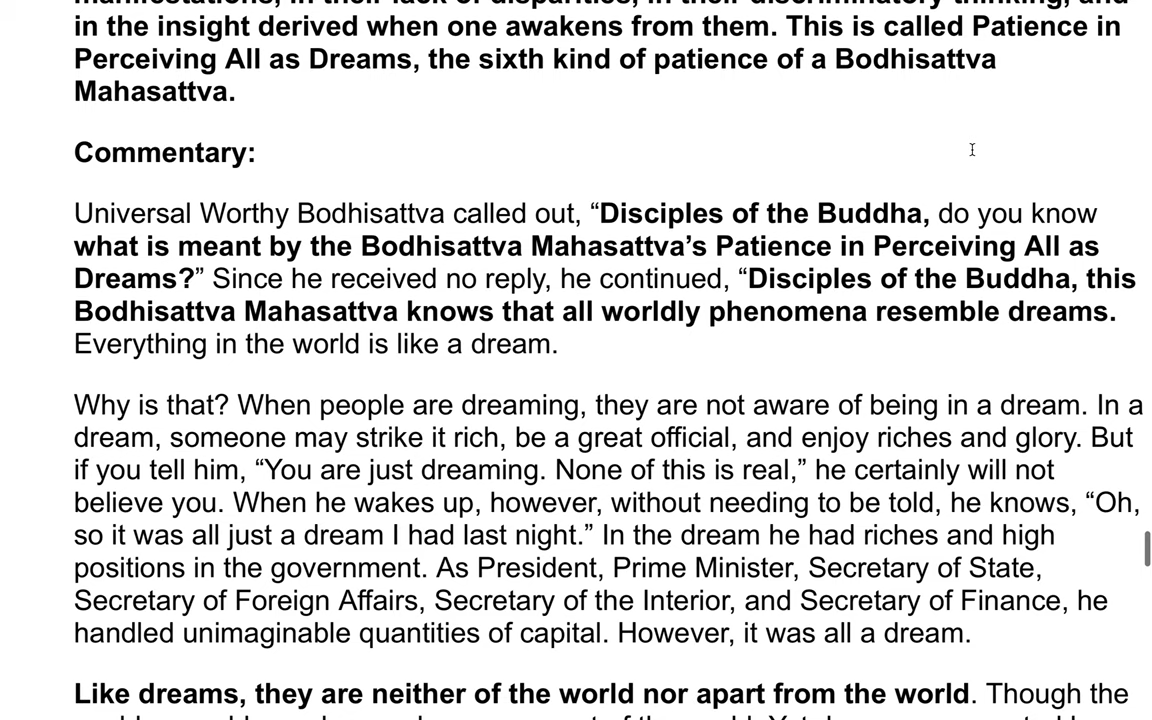 manifestations, in their lack of disparities, in their discriminatory thinking, and
in the insight derived when one awakens from them. This is called Patience in
Perceiving All as Dreams, the sixth kind of patience of a Bodhisattva
Mahasattva.
Commentary:
Universal Worthy Bodhisattva called out, “Disciples of the Buddha, do you know
what is meant by the Bodhisattva Mahasattva’s Patience in Perceiving All as
Dreams?” Since he received no reply, he continued, “Disciples of the Buddha, this
Bodhisattva Mahasattva knows that all worldly phenomena resemble dreams.
Everything in the world is like a dream.
Why is that? When people are dreaming, they are not aware of being in a dream. In a
dream, someone may strike it rich, be a great official, and enjoy riches and glory. But
if you tell him, “You are just dreaming. None of this is real,” he certainly will not
believe you. When he wakes up, however, without needing to be told, he knows, “Oh,
so it was all just a dream I had last night.” In the dream he had riches and high
positions in the government. As President, Prime Minister, Secretary of State,
Secretary of Foreign Affairs, Secretary of the Interior, and Secretary of Finance, he
handled unimaginable quantities of capital. However, it was all a dream.
Like dreams, they are neither of the world nor apart from the world. Though the